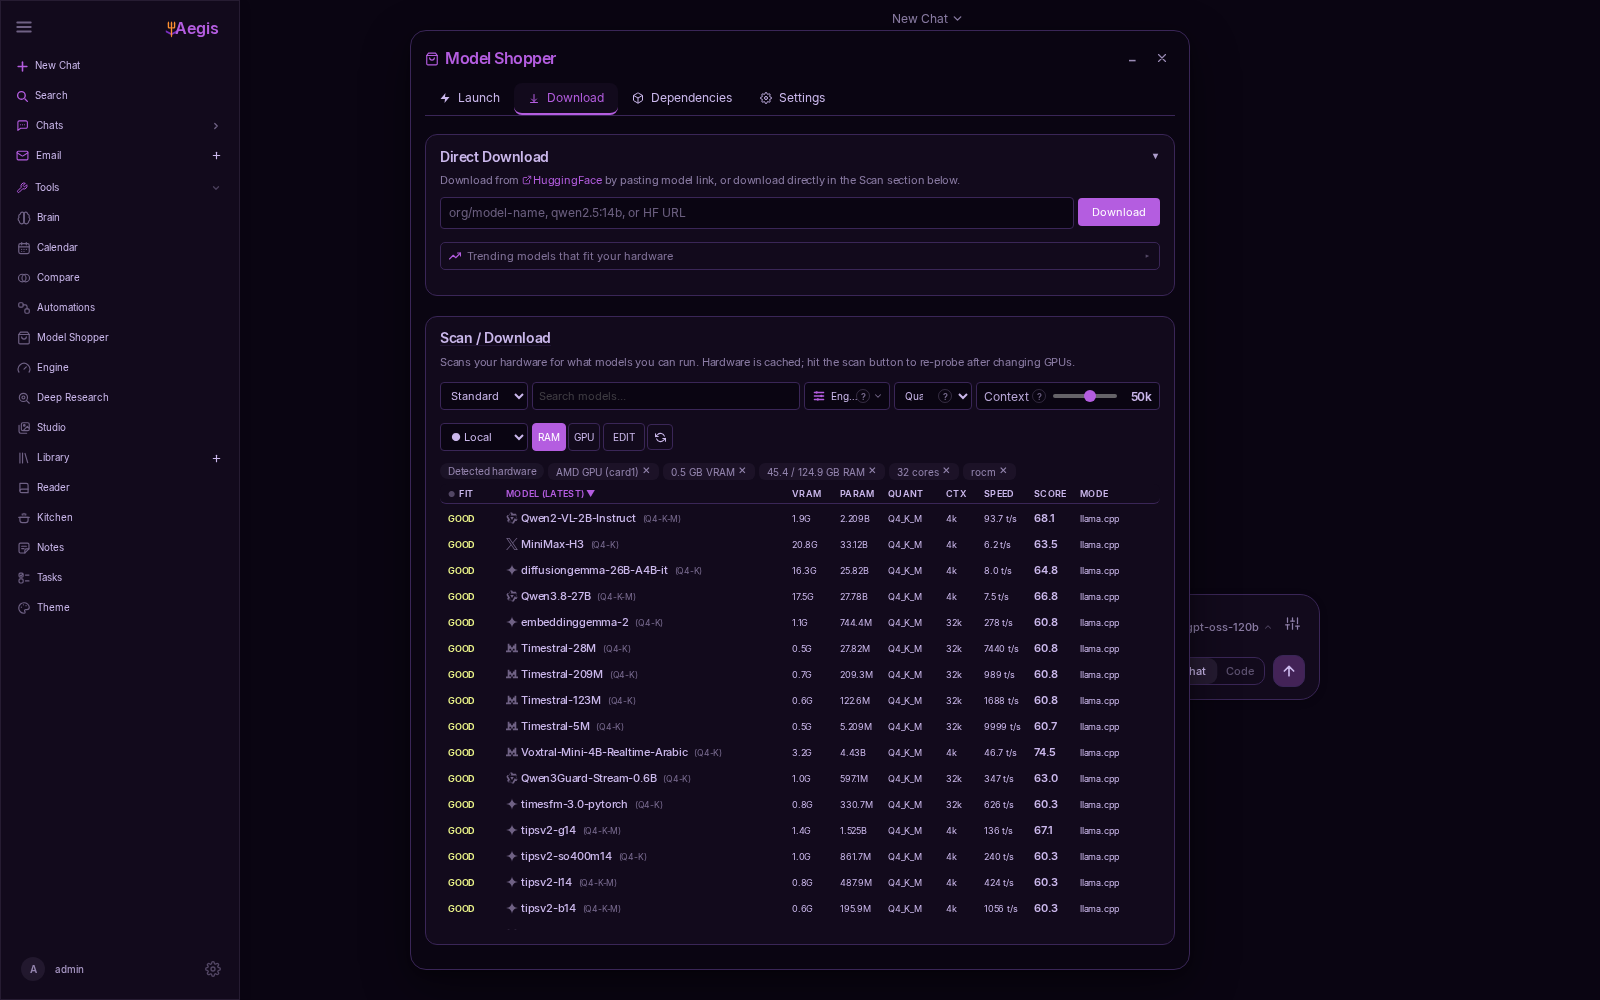 Aegis
New Chat
Search
Chats
Email
Tools
Brain
Calendar
Compare
Automations
Model Shopper
Engine
Deep Research
Studio
Library
Reader
Kitchen
Notes
Tasks
Theme
A admin
New Chat
Model Shopper
Launch Download Dependencies Settings
Direct Download
Download from HuggingFace by pasting model link, or download directly in the Scan section below.
org/model-name, qwen2.5:14b, or HF URL Download
Trending models that fit your hardware
Scan / Download
Scans your hardware for what models you can run. Hardware is cached; hit the scan button to re-probe after changing GPUs.
Standard Search models... Eng... ? Qua ? Context ? 50k
Local RAM GPU EDIT
Detected hardware AMD GPU (card1) ✕ 0.5 GB VRAM ✕ 45.4 / 124.9 GB RAM ✕ 32 cores ✕ rocm ✕
FIT MODEL (LATEST) ▼ VRAM PARAM QUANT CTX SPEED SCORE MODE
GOOD Qwen2-VL-2B-Instruct (Q4-K-M) 1.9G 2.209B Q4_K_M 4k 93.7 t/s 68.1 llama.cpp
GOOD MiniMax-H3 (Q4-K) 20.8G 33.12B Q4_K_M 4k 6.2 t/s 63.5 llama.cpp
GOOD diffusiongemma-26B-A4B-it (Q4-K) 16.3G 25.82B Q4_K_M 4k 8.0 t/s 64.8 llama.cpp
GOOD Qwen3.8-27B (Q4-K-M) 17.5G 27.78B Q4_K_M 4k 7.5 t/s 66.8 llama.cpp
GOOD embeddinggemma-2 (Q4-K) 1.1G 744.4M Q4_K_M 32k 278 t/s 60.8 llama.cpp
GOOD Timestral-28M (Q4-K) 0.5G 27.82M Q4_K_M 32k 7440 t/s 60.8 llama.cpp
GOOD Timestral-209M (Q4-K) 0.7G 209.3M Q4_K_M 32k 989 t/s 60.8 llama.cpp
GOOD Timestral-123M (Q4-K) 0.6G 122.6M Q4_K_M 32k 1688 t/s 60.8 llama.cpp
GOOD Timestral-5M (Q4-K) 0.5G 5.209M Q4_K_M 32k 9999 t/s 60.7 llama.cpp
GOOD Voxtral-Mini-4B-Realtime-Arabic (Q4-K) 3.2G 4.43B Q4_K_M 4k 46.7 t/s 74.5 llama.cpp
GOOD Qwen3Guard-Stream-0.6B (Q4-K) 1.0G 597.1M Q4_K_M 32k 347 t/s 63.0 llama.cpp
GOOD timesfm-3.0-pytorch (Q4-K) 0.8G 330.7M Q4_K_M 32k 626 t/s 60.3 llama.cpp
GOOD tipsv2-g14 (Q4-K-M) 1.4G 1.525B Q4_K_M 4k 136 t/s 67.1 llama.cpp
GOOD tipsv2-so400m14 (Q4-K) 1.0G 861.7M Q4_K_M 4k 240 t/s 60.3 llama.cpp
GOOD tipsv2-l14 (Q4-K-M) 0.8G 487.9M Q4_K_M 4k 424 t/s 60.3 llama.cpp
GOOD tipsv2-b14 (Q4-K-M) 0.6G 195.9M Q4_K_M 4k 1056 t/s 60.3 llama.cpp
gpt-oss-120b
hat Code